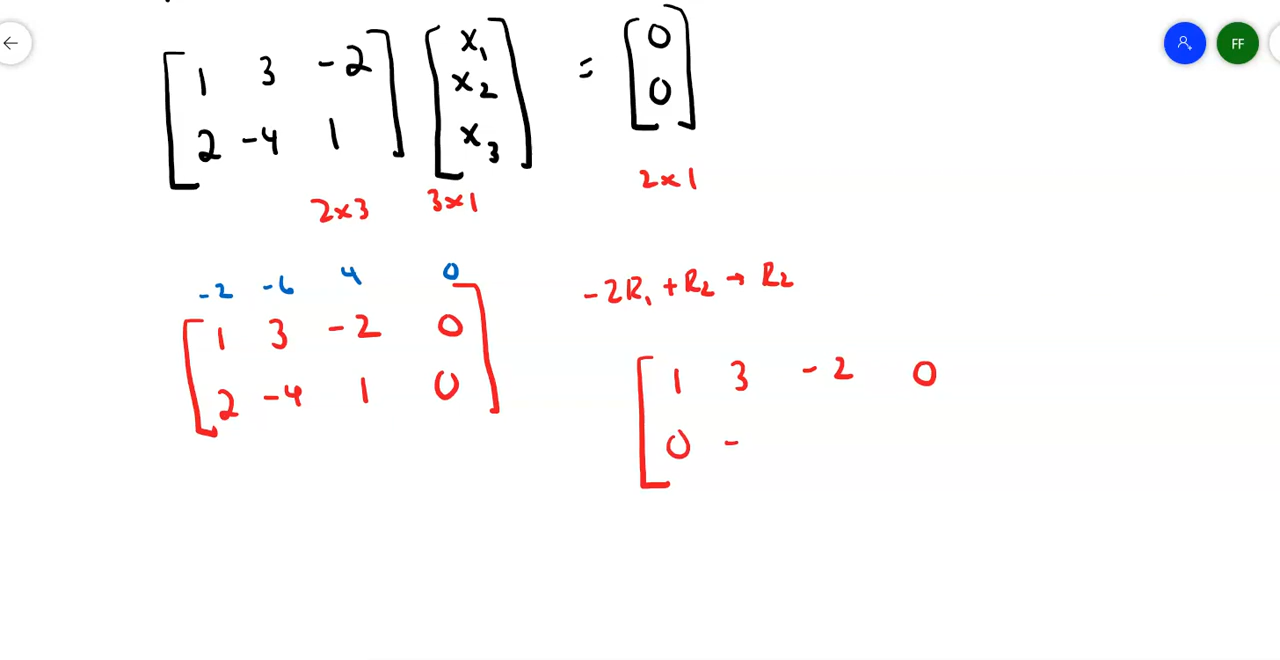 FF
[1 3 -2] [x₁] = [0]
[2 -4 1] [x₂] [0]
[x₃]
2×3 3×1 2×1
-2 -6 4 0
-2R₁ + R₂ → R₂
[1 3 -2 0]
[2 -4 1 0]
[1 3 -2 0
[0 -